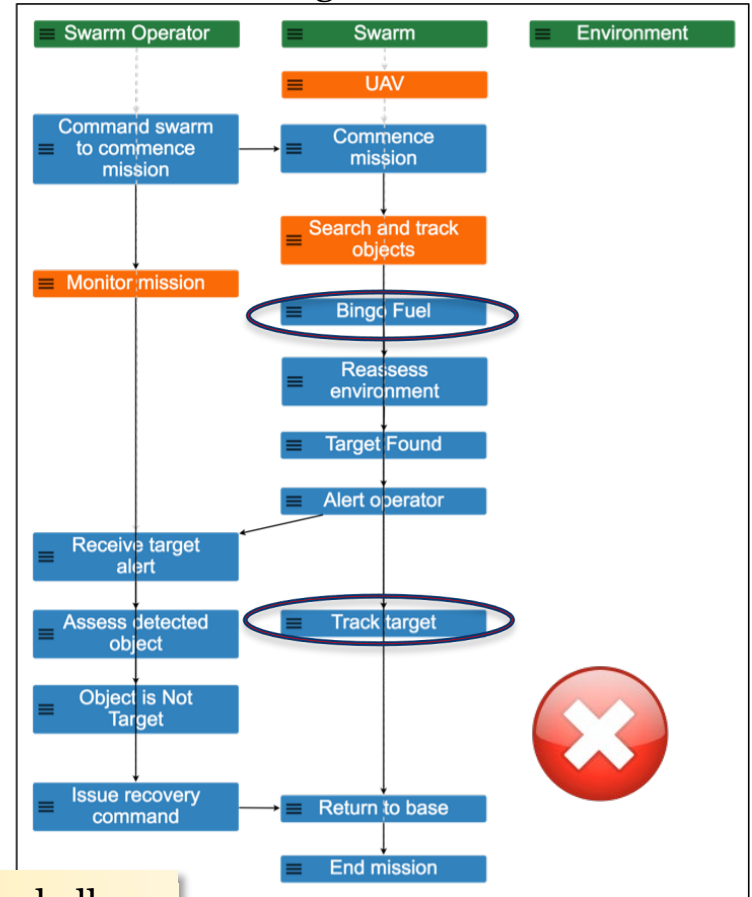 Swarm Operator
Swarm
Environment
UAV
Command swarm
to commence
mission
Commence
mission
Search and track
objects
Monitor mission
Bingo Fuel
Reassess
environment
Target Found
Alert operator
Receive target
alert
Assess detected
object
Track target
Object is Not
Target
Issue recovery
command
Return to base
End mission